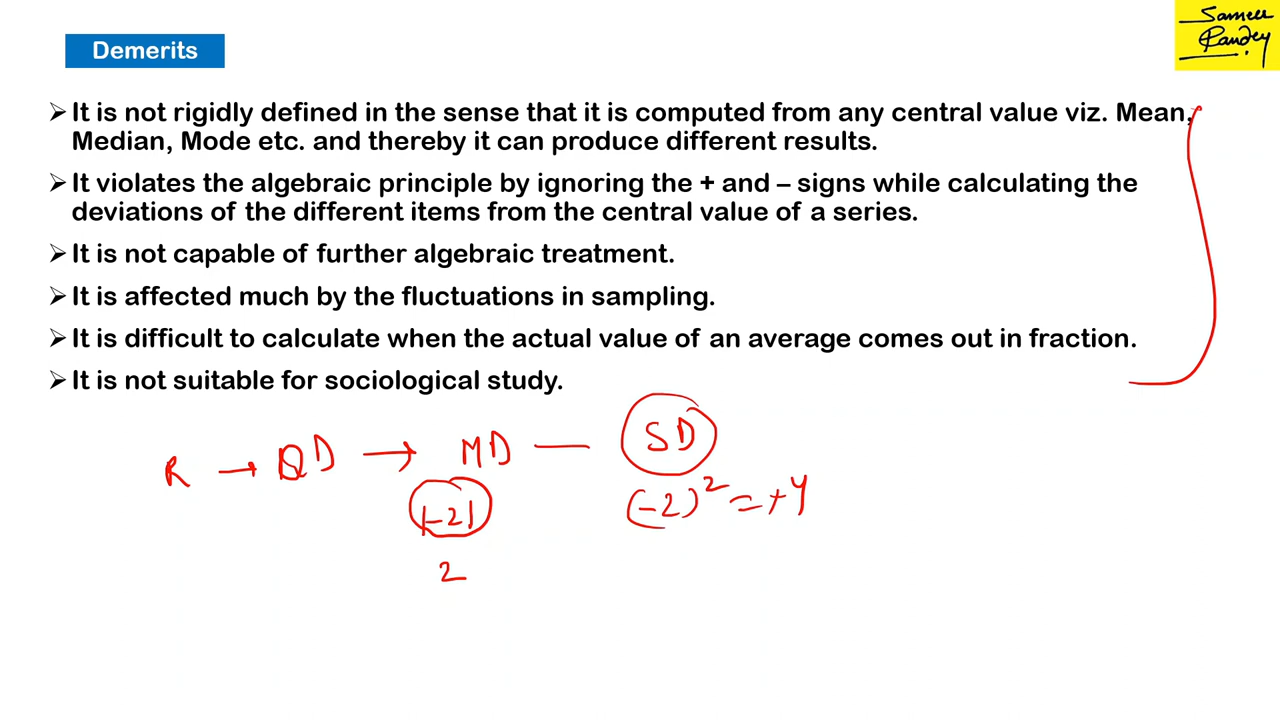 Sameer
Pandey
Demerits
➢ It is not rigidly defined in the sense that it is computed from any central value viz. Mean,
Median, Mode etc. and thereby it can produce different results.
➢ It violates the algebraic principle by ignoring the + and – signs while calculating the
deviations of the different items from the central value of a series.
➢ It is not capable of further algebraic treatment.
➢ It is affected much by the fluctuations in sampling.
➢ It is difficult to calculate when the actual value of an average comes out in fraction.
➢ It is not suitable for sociological study.
R → QD → MD — SD
|-2| (-2)² = +4
2